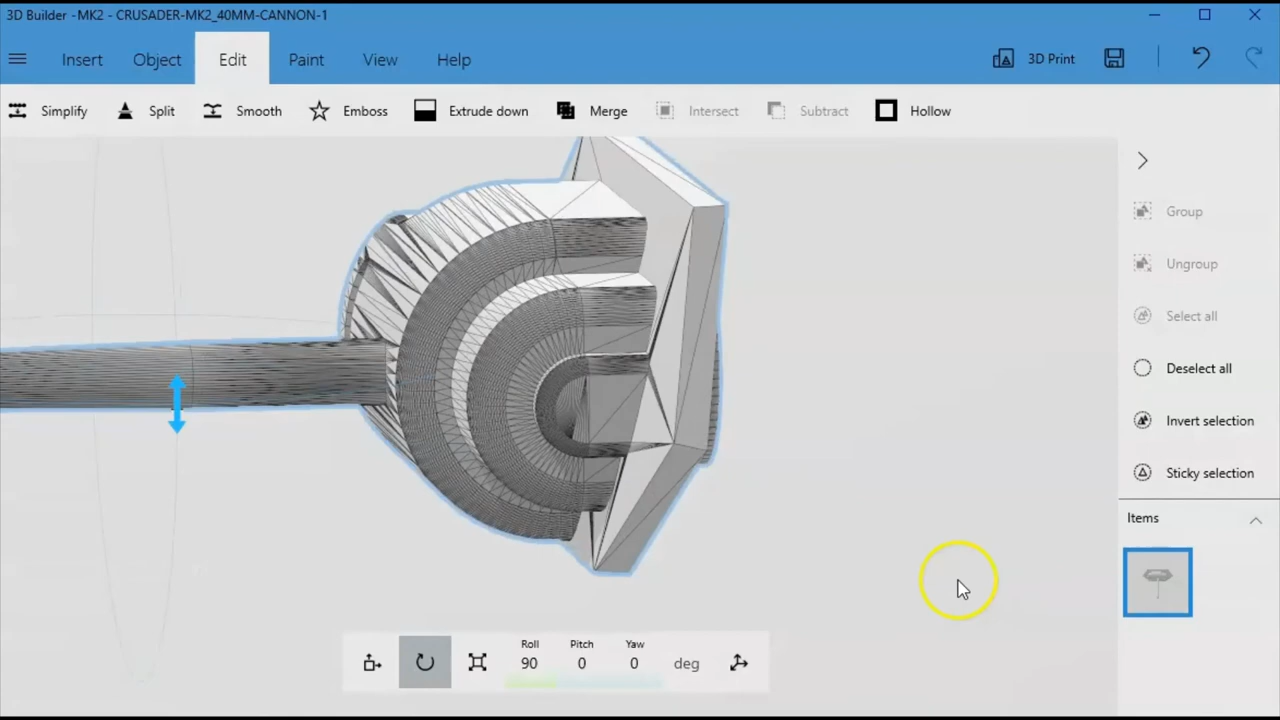 3D Builder - MK2 - CRUSADER-MK2_40MM-CANNON-1
Insert Object Edit Paint View Help 3D Print
Simplify Split Smooth Emboss Extrude down Merge Intersect Subtract Hollow
Group
Ungroup
Select all
Deselect all
Invert selection
Sticky selection
Items
Roll Pitch Yaw
90 0 0 deg